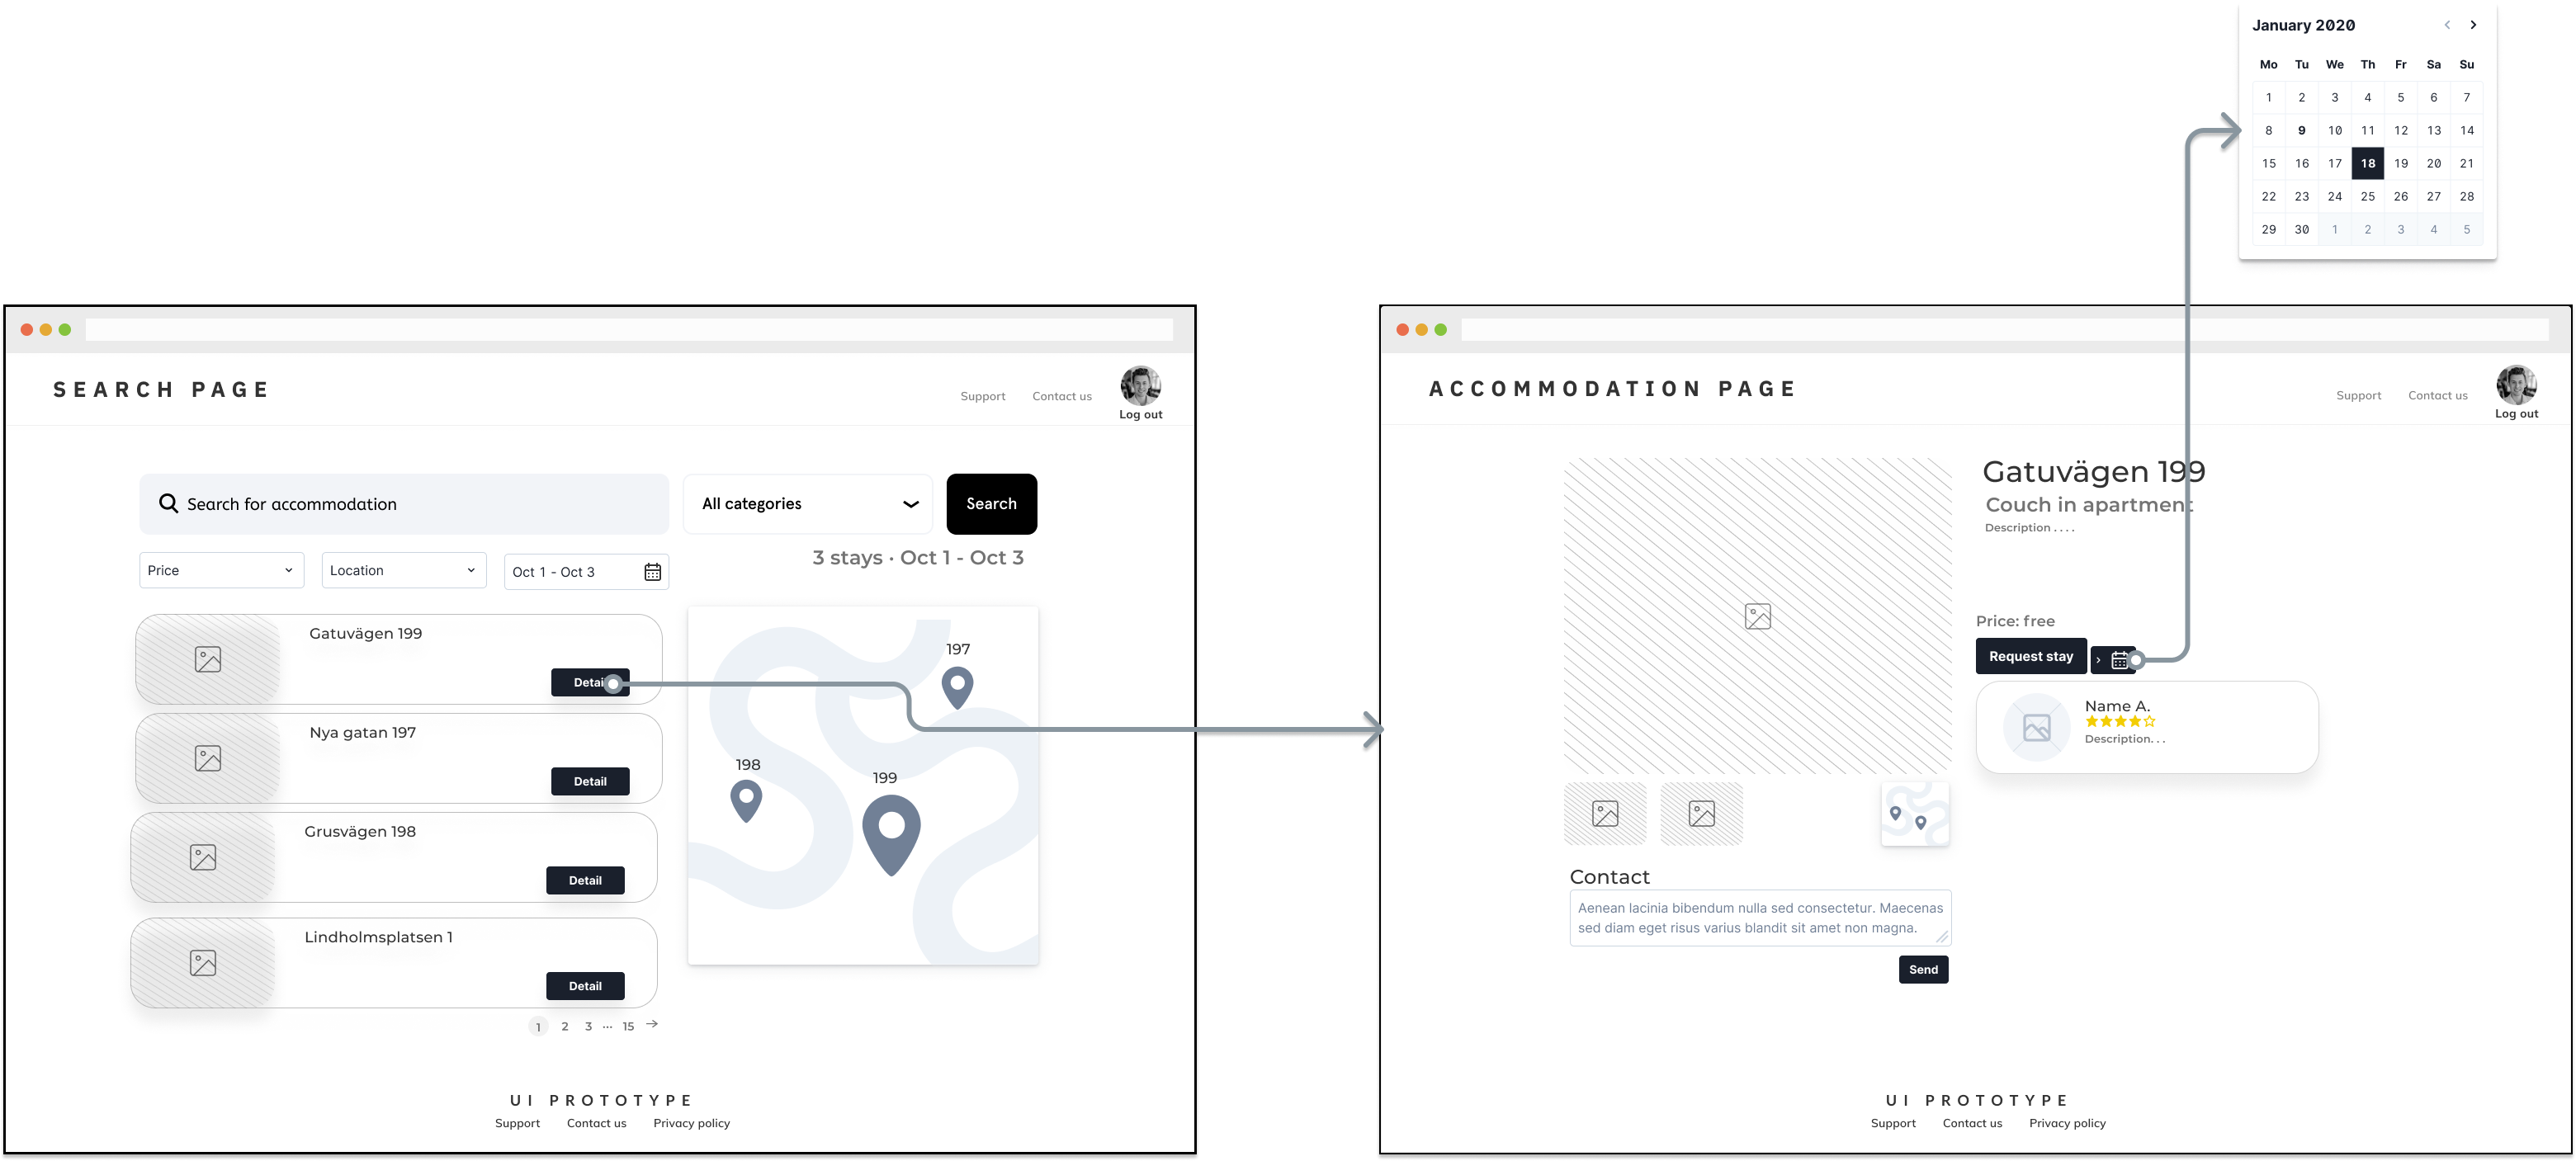 January 2020
Mo Tu We Th Fr Sa Su
1 2 3 4 5 6 7
8 9 10 11 12 13 14
15 16 17 18 19 20 21
22 23 24 25 26 27 28
29 30 1 2 3 4 5
SEARCH PAGE
Support Contact us
Log out
Search for accommodation
All categories
Search
Price
Location
Oct 1 - Oct 3
3 stays · Oct 1 - Oct 3
Gatuvägen 199
Detail
Nya gatan 197
Detail
Grusvägen 198
Detail
Lindholmsplatsen 1
Detail
1 2 3 ... 15
197
198
199
UI PROTOTYPE
Support Contact us Privacy policy
ACCOMMODATION PAGE
Support Contact us
Log out
Gatuvägen 199
Couch in apartment
Description . . . .
Price: free
Request stay
Name A.
Description. . .
Contact
Aenean lacinia bibendum nulla sed consectetur. Maecenas
sed diam eget risus varius blandit sit amet non magna.
Send
UI PROTOTYPE
Support Contact us Privacy policy